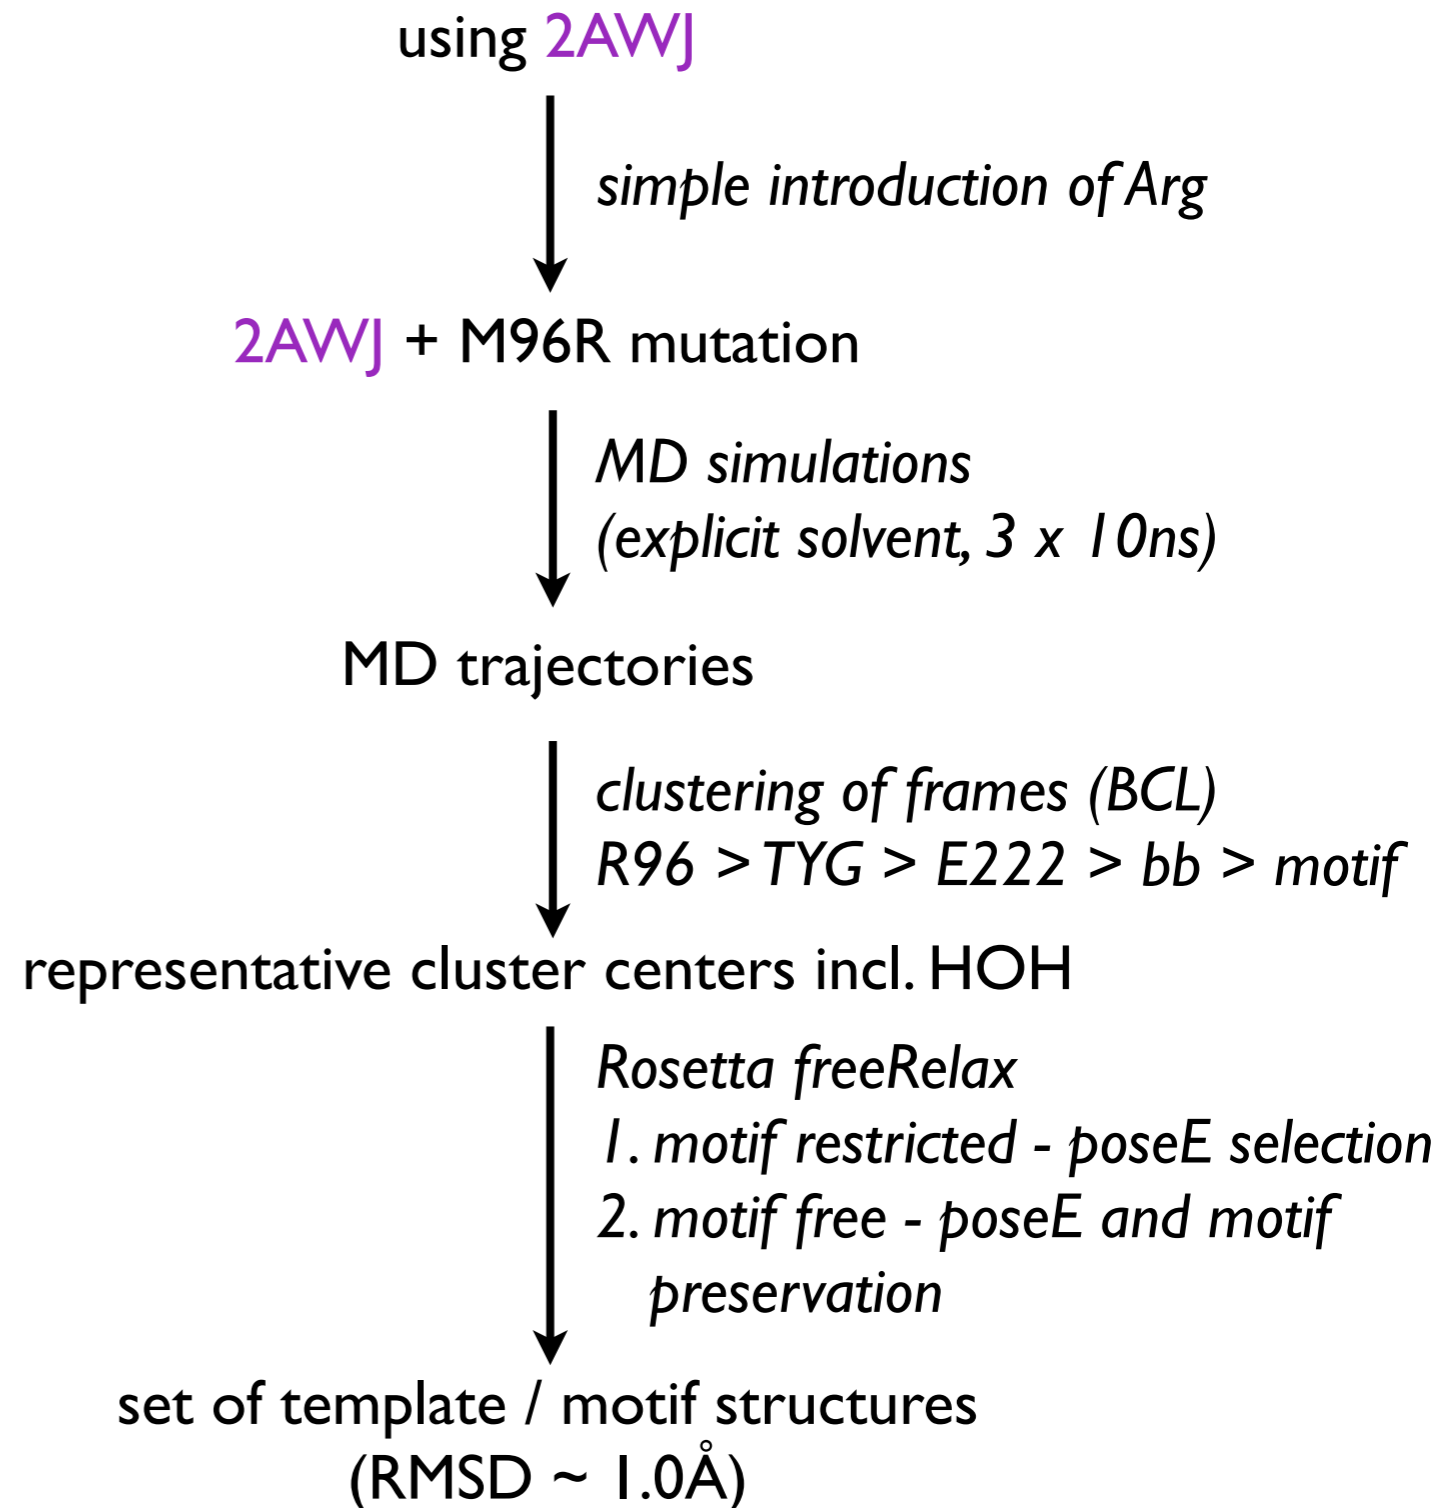 using 2AWJ
simple introduction of Arg
2AWJ + M96R mutation
MD simulations
(explicit solvent, 3 x 10ns)
MD trajectories
clustering of frames (BCL)
R96 > TYG > E222 > bb > motif
representative cluster centers incl. HOH
Rosetta freeRelax
1. motif restricted - poseE selection
2. motif free - poseE and motif
preservation
set of template / motif structures
(RMSD ~ 1.0Å)